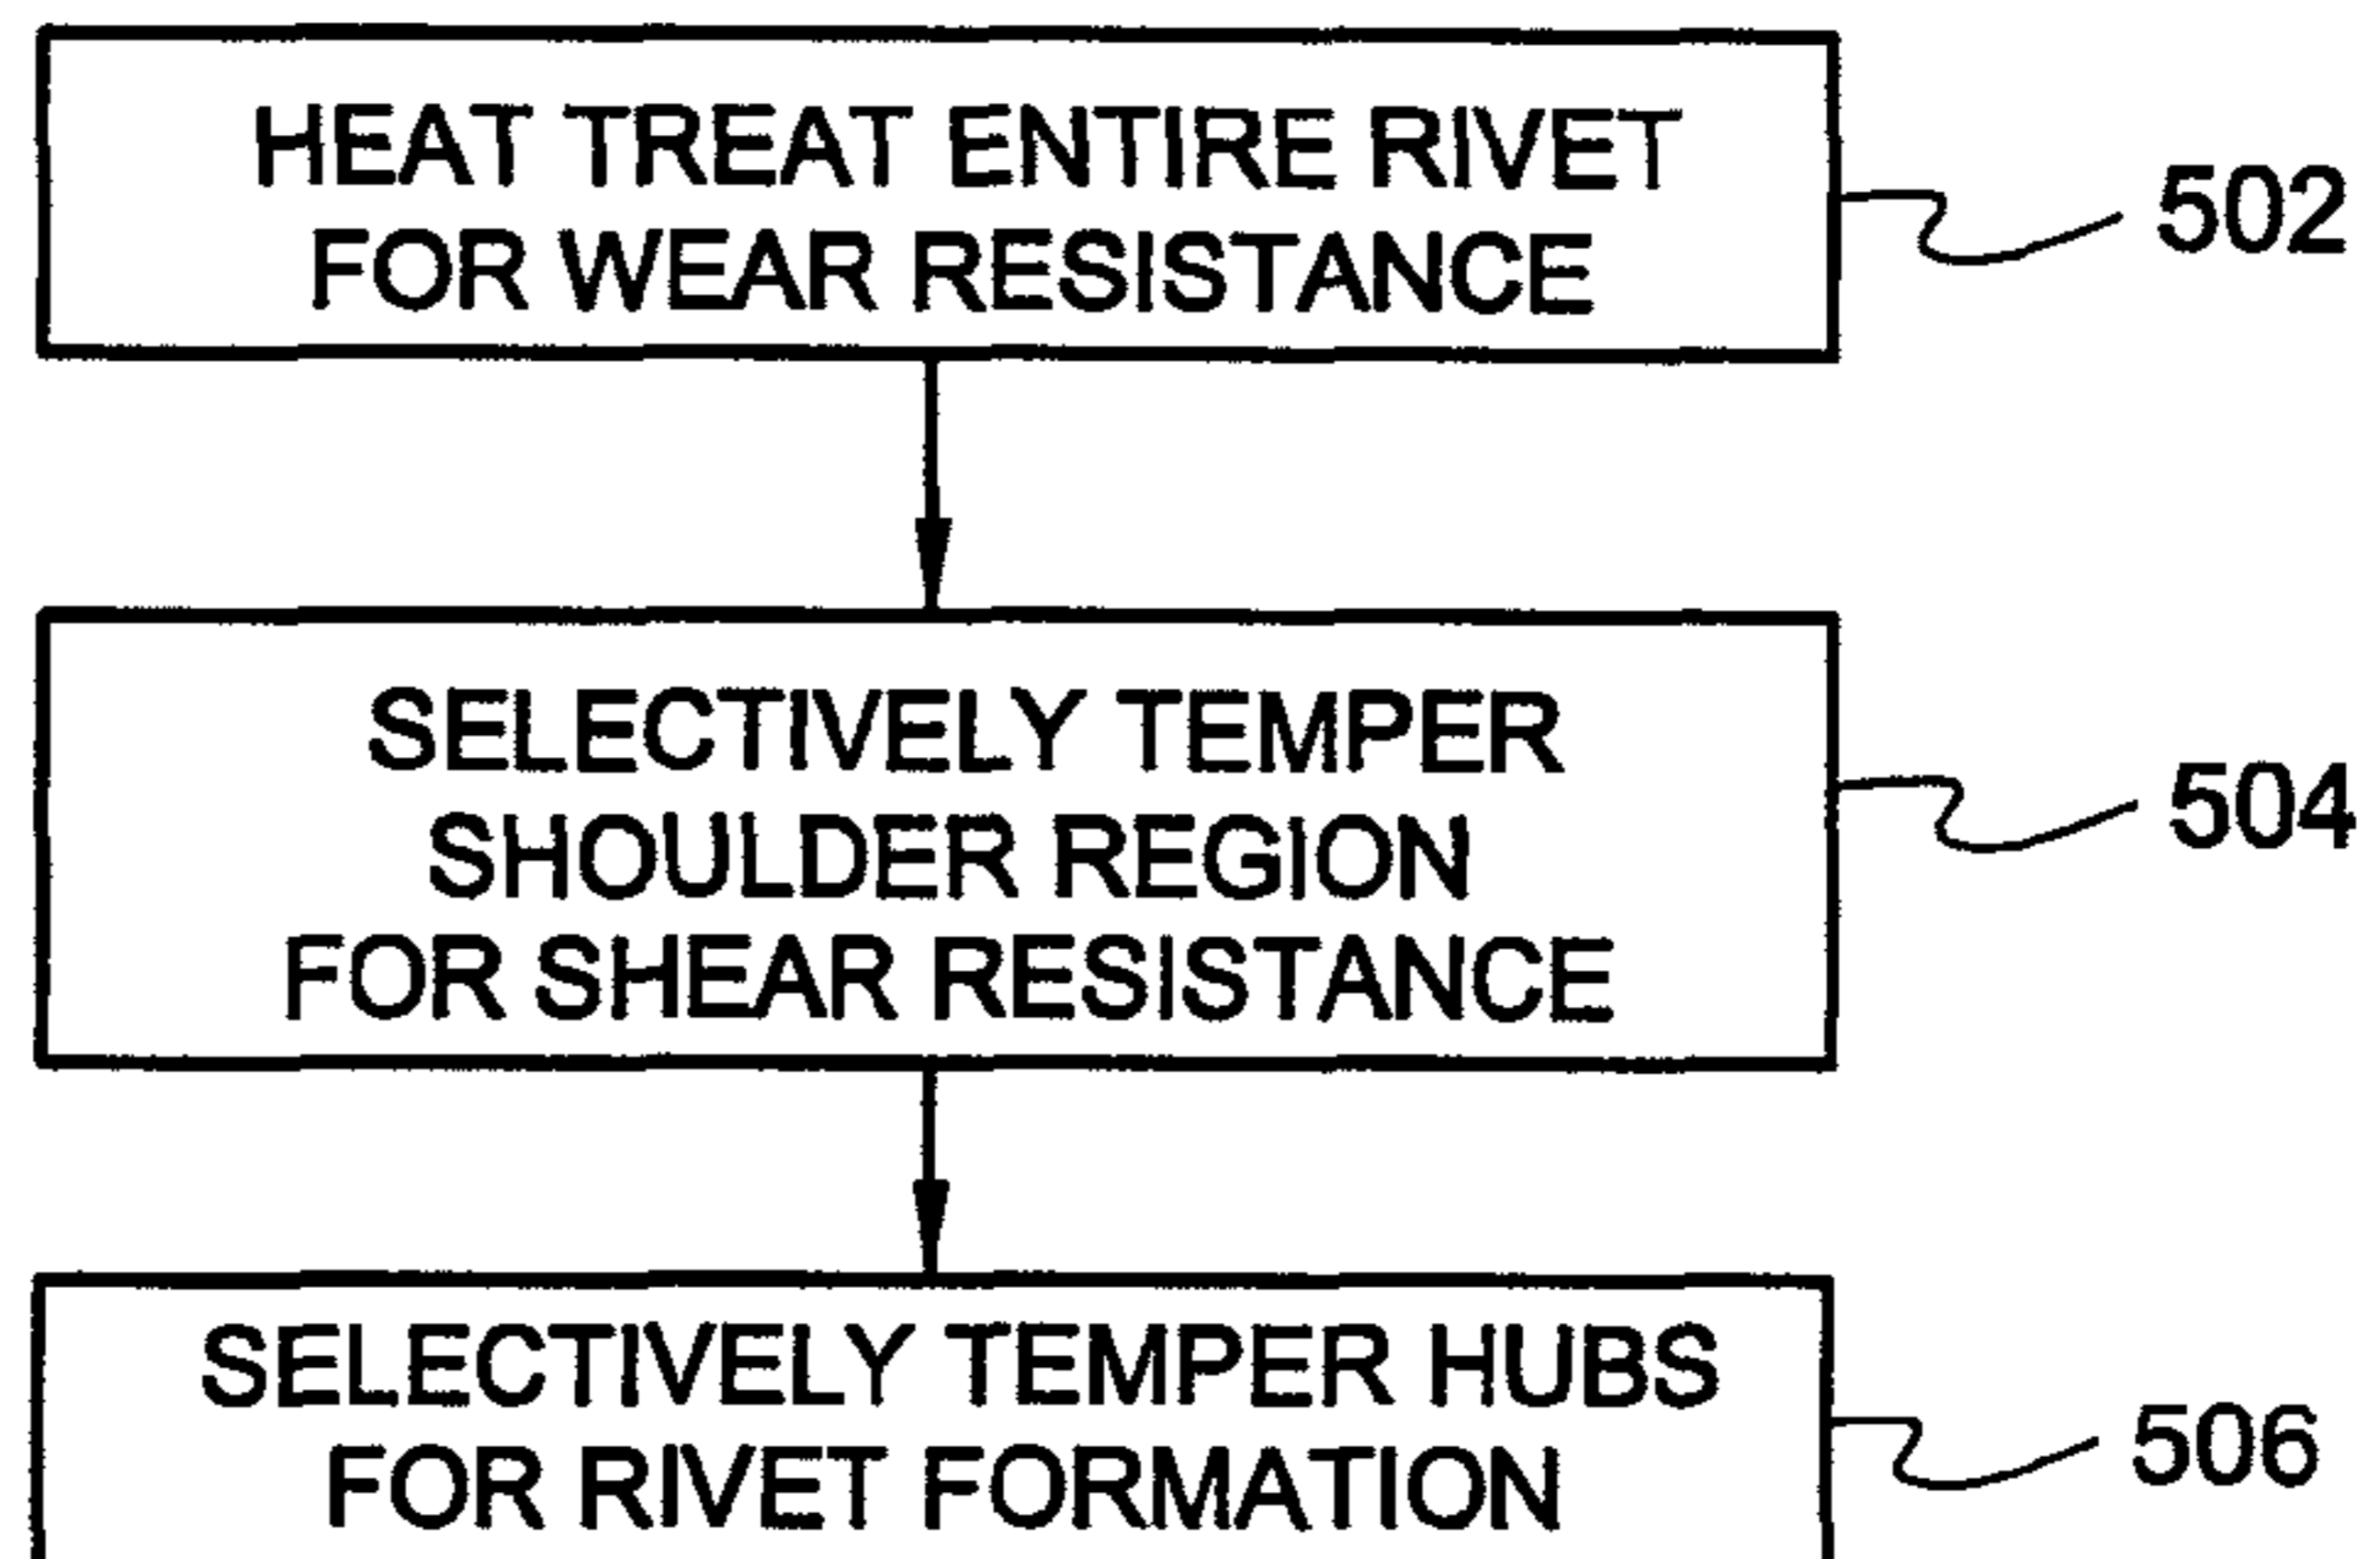 HEAT TREAT ENTIRE RIVET
FOR WEAR RESISTANCE
502
SELECTIVELY TEMPER
SHOULDER REGION
FOR SHEAR RESISTANCE
504
SELECTIVELY TEMPER HUBS
FOR RIVET FORMATION
506